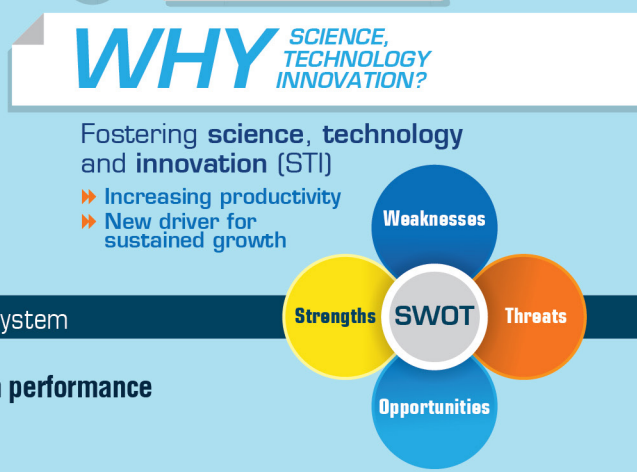 WHY SCIENCE,
TECHNOLOGY
INNOVATION?
Fostering science, technology
and innovation (STI)
Increasing productivity
New driver for
sustained growth
Weaknesses
Strengths
SWOT
Threats
Opportunities
ystem
performance